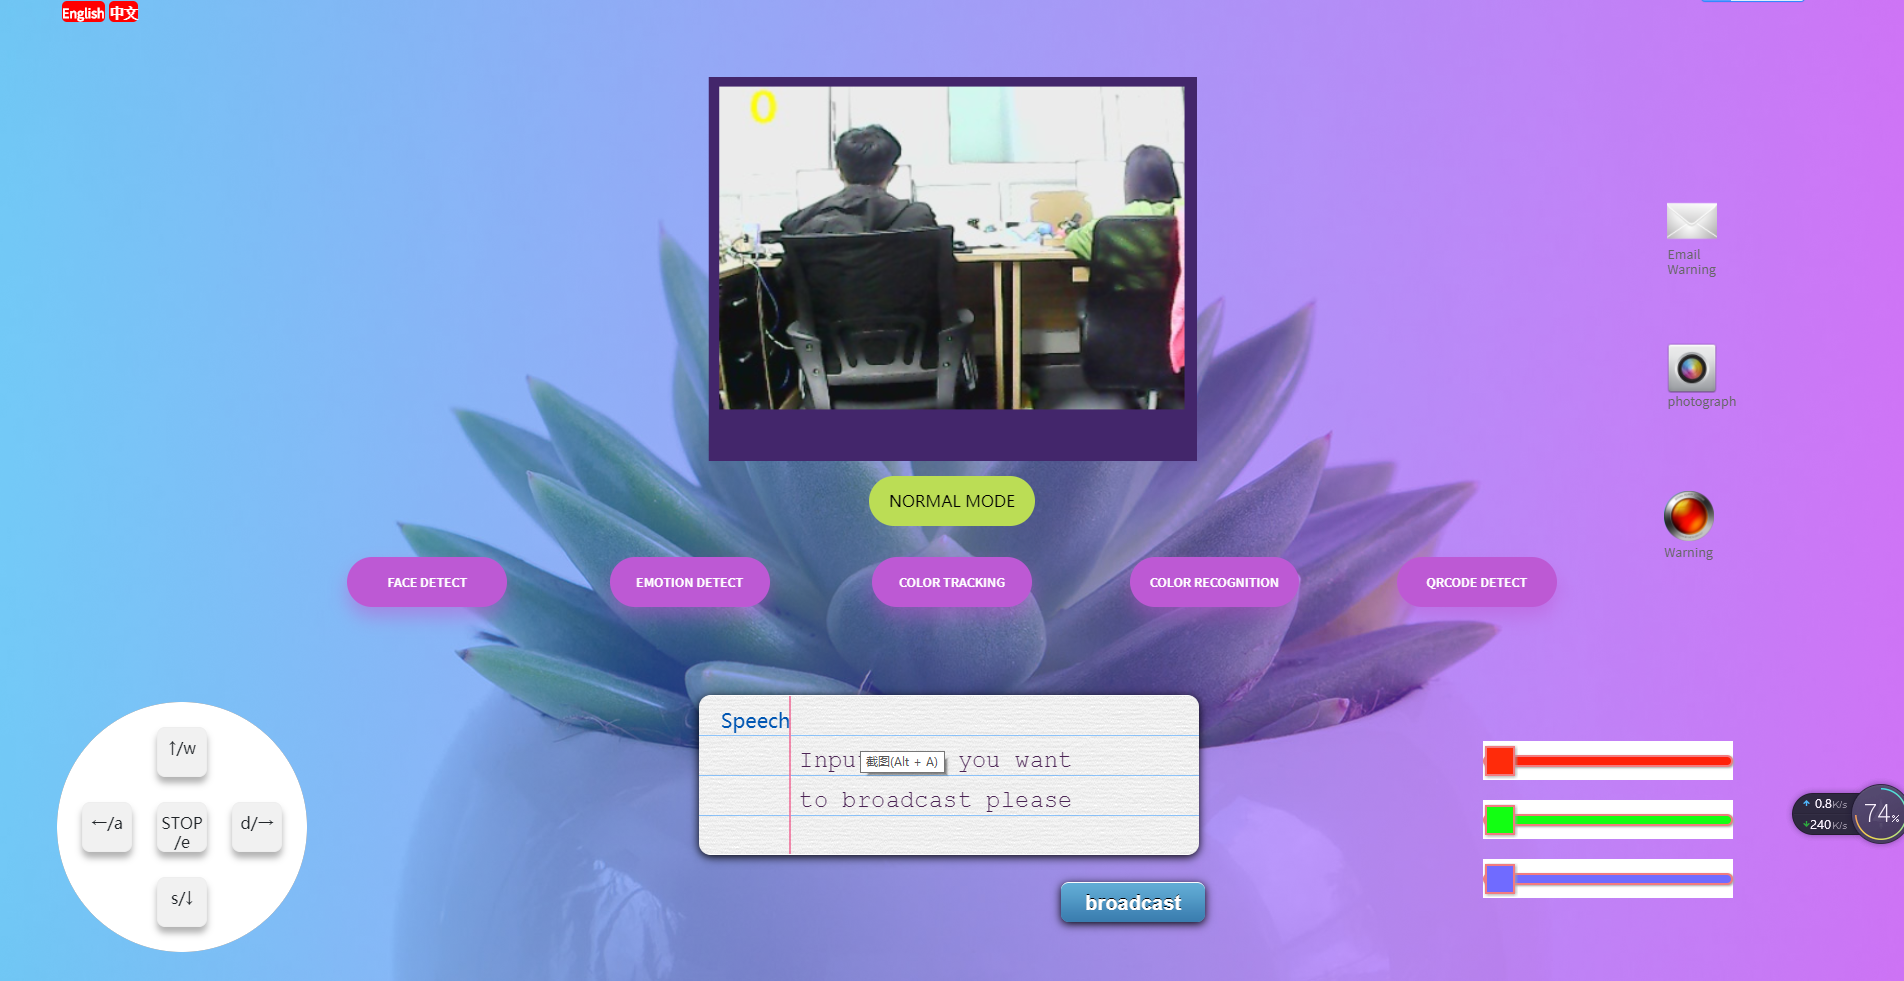 English 中文
0
Email
Warning
photograph
NORMAL MODE
Warning
FACE DETECT EMOTION DETECT COLOR TRACKING COLOR RECOGNITION QRCODE DETECT
↑/w
←/a STOP /e d/→
s/↓
Speech
Input you want
截图(Alt + A)
to broadcast please
broadcast
↑ 0.8K/s
↓240K/s
74%